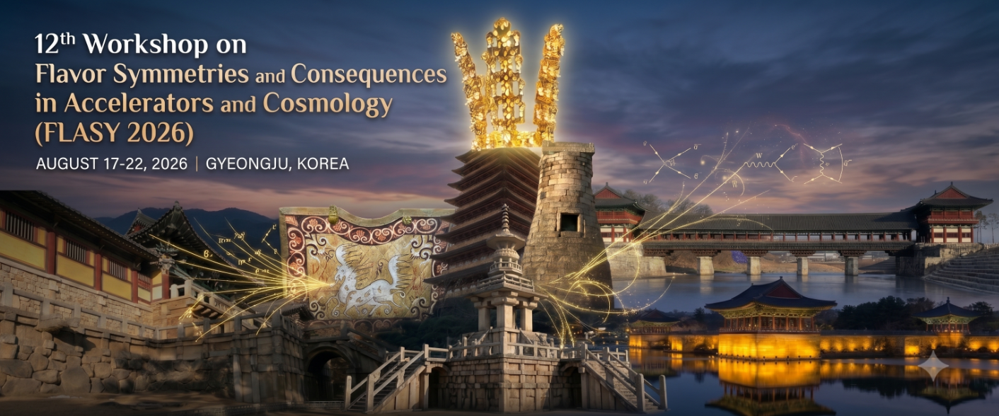 12th Workshop on
Flavor Symmetries and Consequences
in Accelerators and Cosmology
(FLASY 2026)
AUGUST 17-22, 2026 | GYEONGJU, KOREA
W